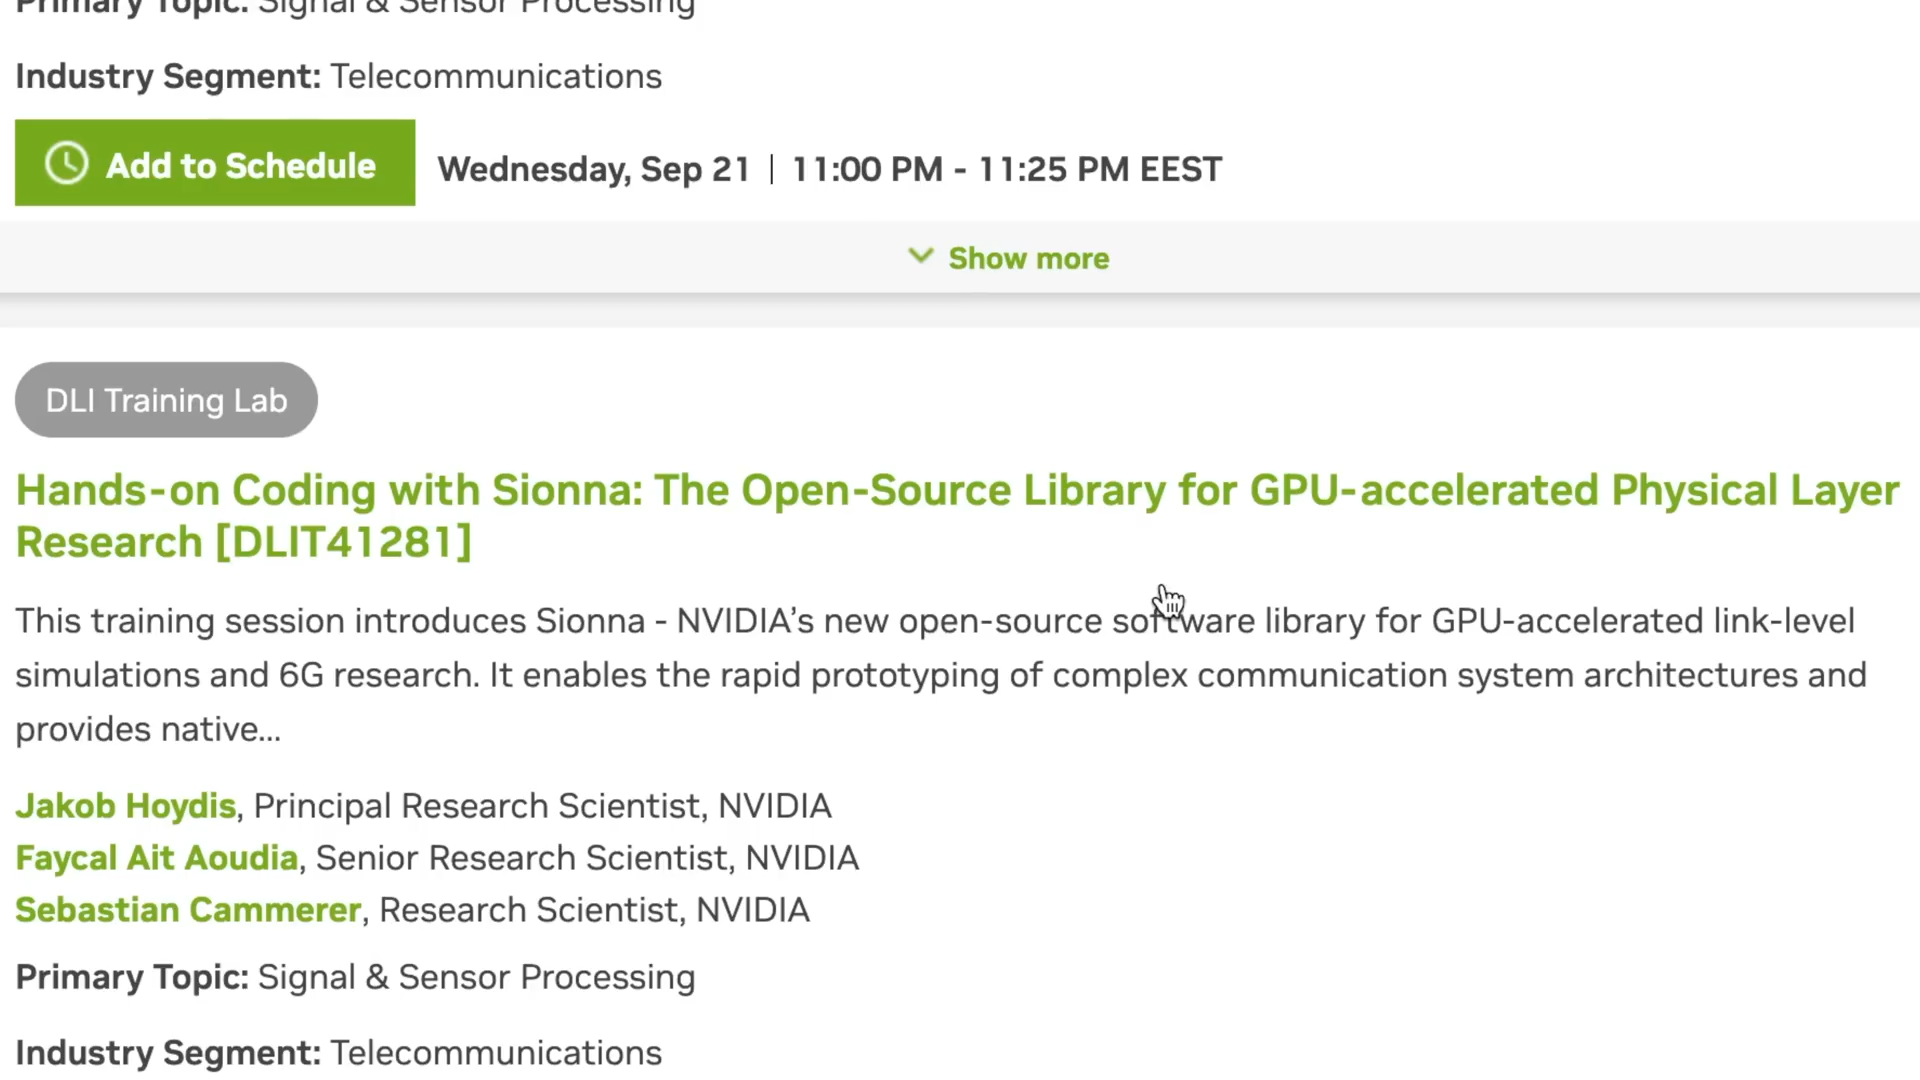 Primary Topic: Signal & Sensor Processing
Industry Segment: Telecommunications
Add to Schedule
Wednesday, Sep 21 | 11:00 PM - 11:25 PM EEST
Show more
DLI Training Lab
Hands-on Coding with Sionna: The Open-Source Library for GPU-accelerated Physical Layer
Research [DLIT41281]
This training session introduces Sionna - NVIDIA’s new open-source software library for GPU-accelerated link-level
simulations and 6G research. It enables the rapid prototyping of complex communication system architectures and
provides native...
Jakob Hoydis, Principal Research Scientist, NVIDIA
Faycal Ait Aoudia, Senior Research Scientist, NVIDIA
Sebastian Cammerer, Research Scientist, NVIDIA
Primary Topic: Signal & Sensor Processing
Industry Segment: Telecommunications